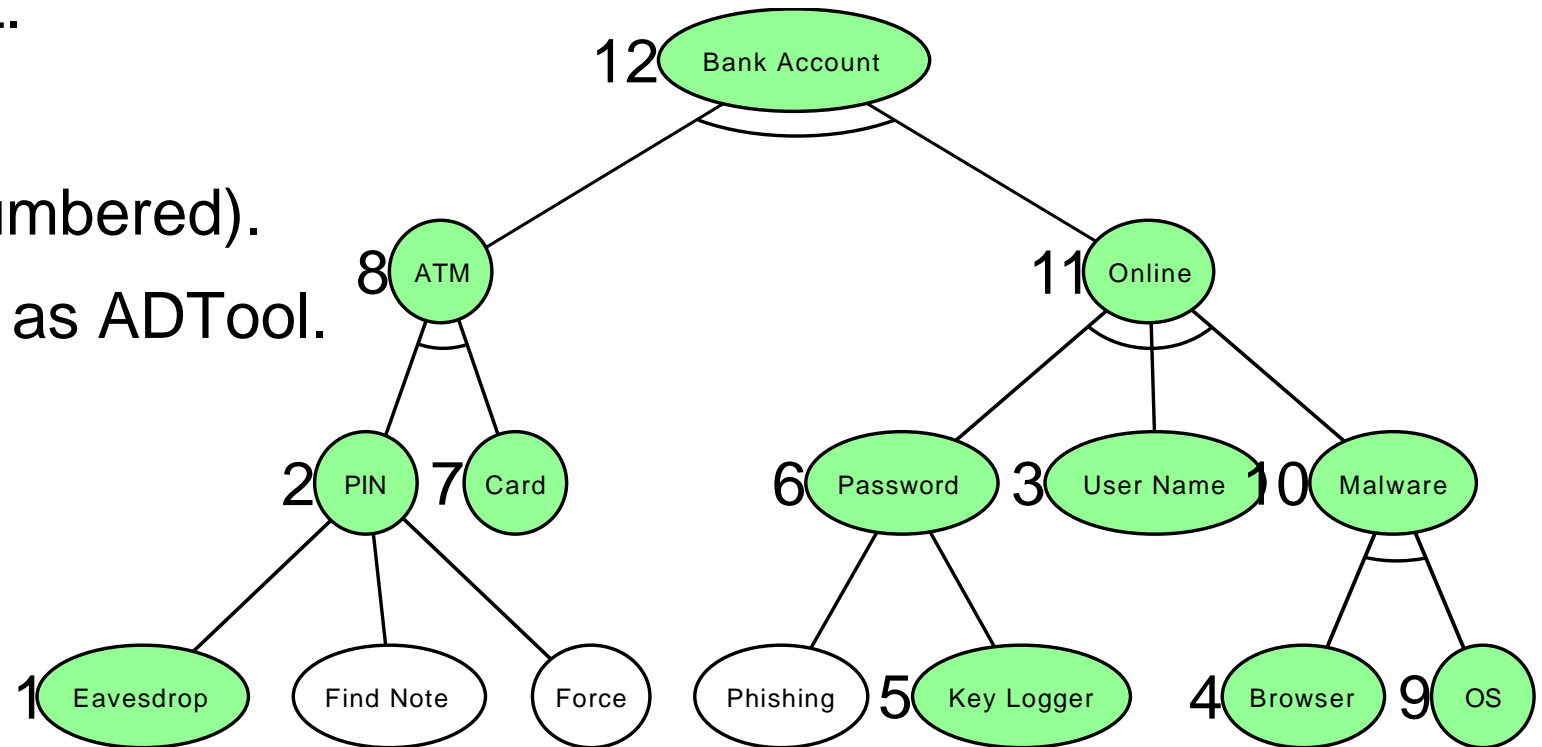 12 Bank Account
umbered).
8 ATM
11 Online
as ADTool.
2 PIN
7 Card
6 Password
3 User Name
10 Malware
1 Eavesdrop
Find Note
Force
Phishing
5 Key Logger
4 Browser
9 OS